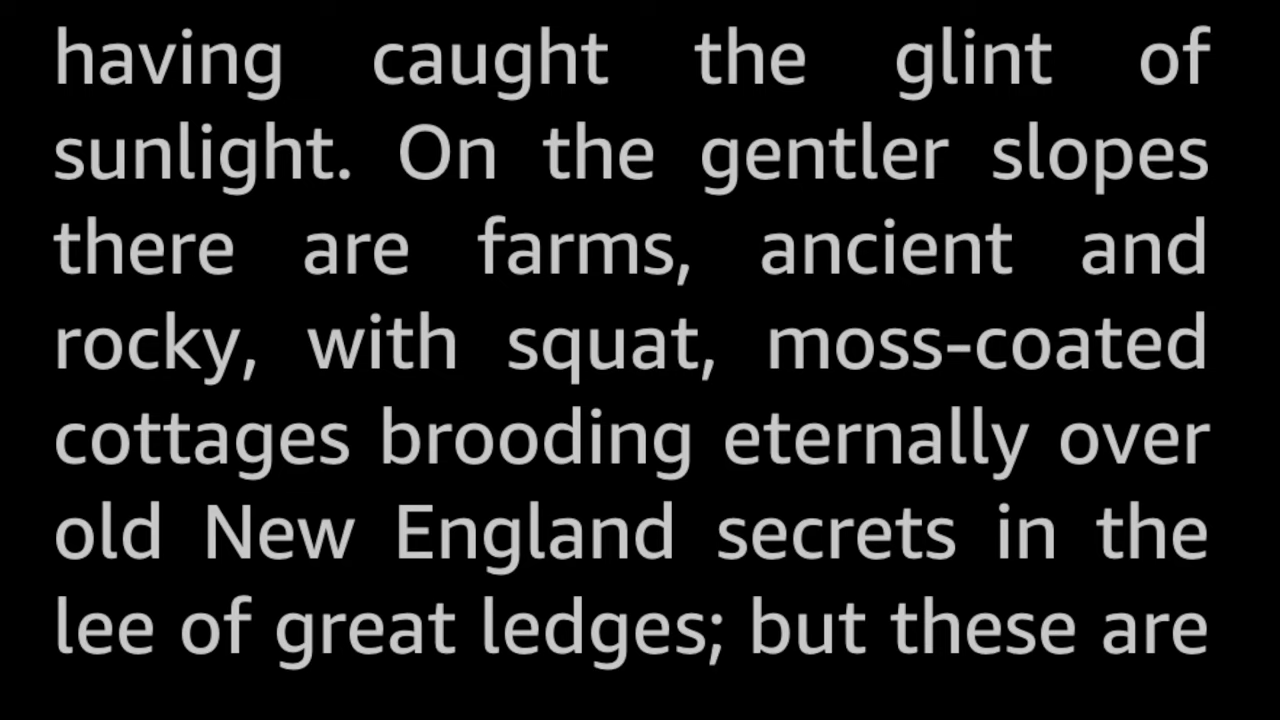 having caught the glint of
sunlight. On the gentler slopes
there are farms, ancient and
rocky, with squat, moss-coated
cottages brooding eternally over
old New England secrets in the
lee of great ledges; but these are